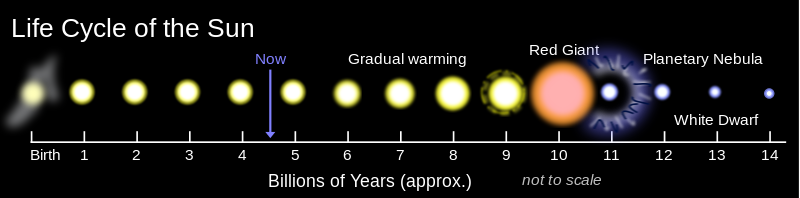 Life Cycle of the Sun
Now
Gradual warming
Red Giant
Planetary Nebula
White Dwarf
Birth 1 2 3 4 5 6 7 8 9 10 11 12 13 14
Billions of Years (approx.)
not to scale